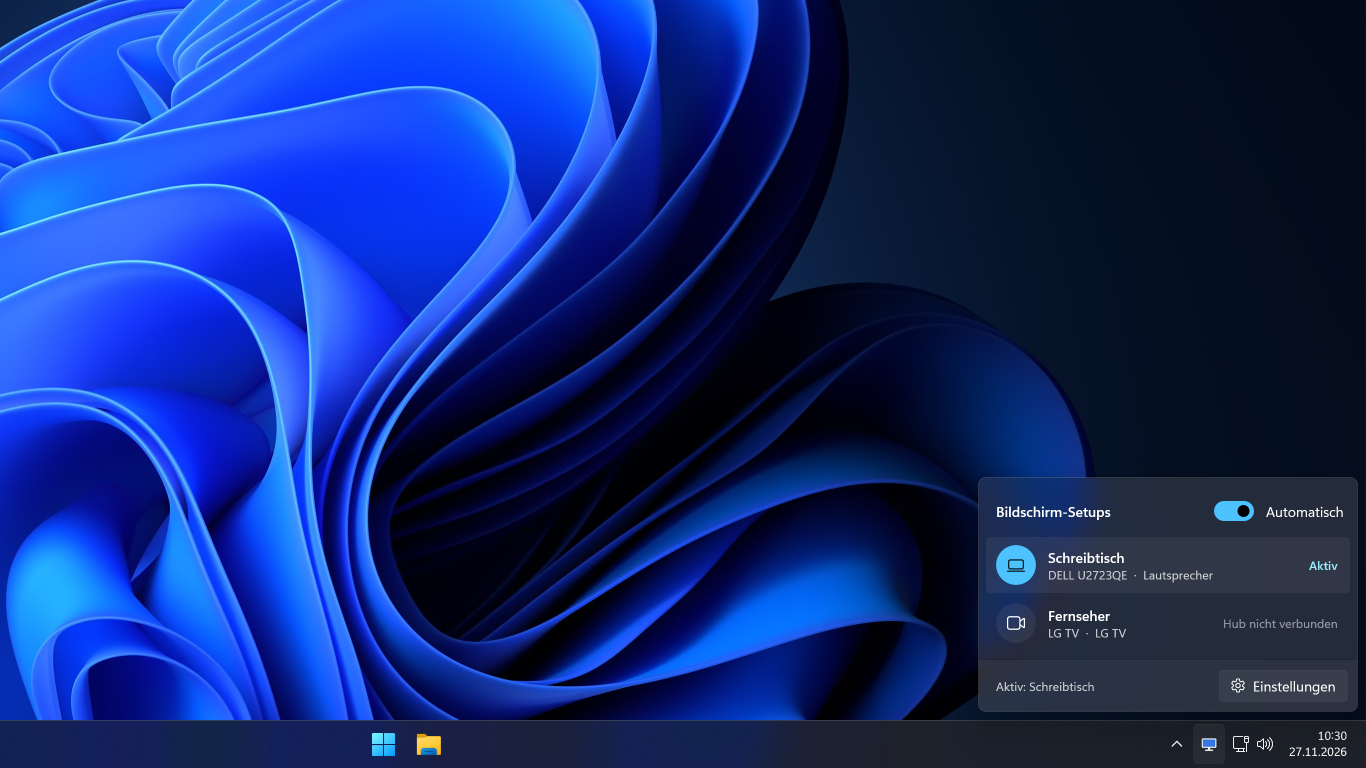 Bildschirm-Setups
Automatisch
Schreibtisch
DELL U2723QE · Lautsprecher
Aktiv
Fernseher
LG TV · LG TV
Hub nicht verbunden
Aktiv: Schreibtisch
Einstellungen
10:30
27.11.2026